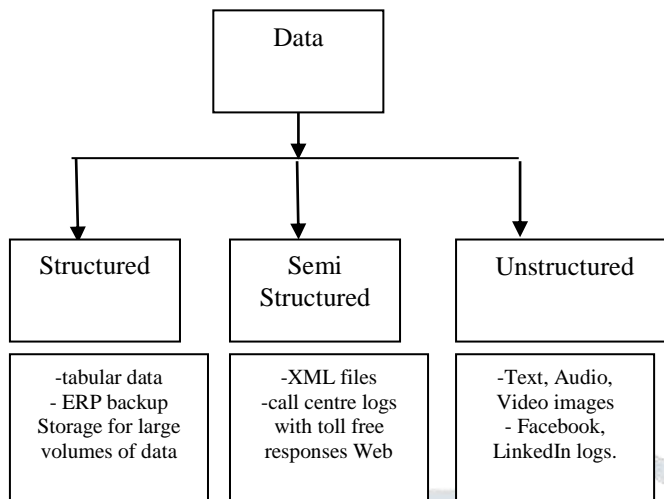 Data
Structured
Semi
Structured
Unstructured
-tabular data
- ERP backup
Storage for large
volumes of data
-XML files
-call centre logs
with toll free
responses Web
-Text, Audio,
Video images
- Facebook,
LinkedIn logs.